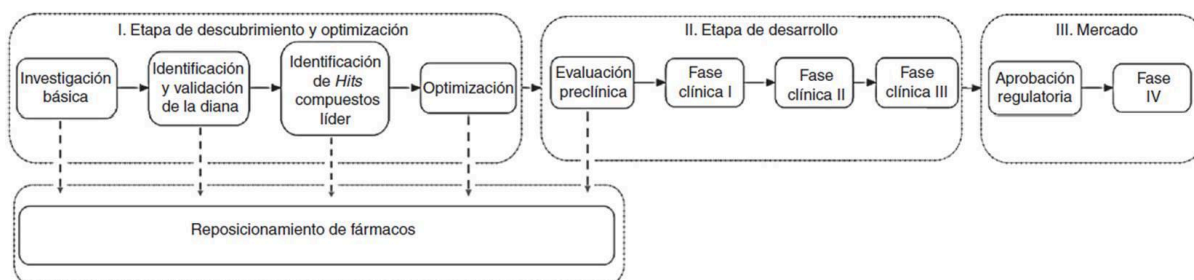 I. Etapa de descubrimiento y optimización
Investigación
básica
Identificación
y validación
de la diana
Identificación
de Hits
compuestos
líder
Optimización
II. Etapa de desarrollo
Evaluación
preclínica
Fase
clínica I
Fase
clínica II
Fase
clínica III
III. Mercado
Aprobación
regulatoria
Fase
IV
Reposicionamiento de fármacos